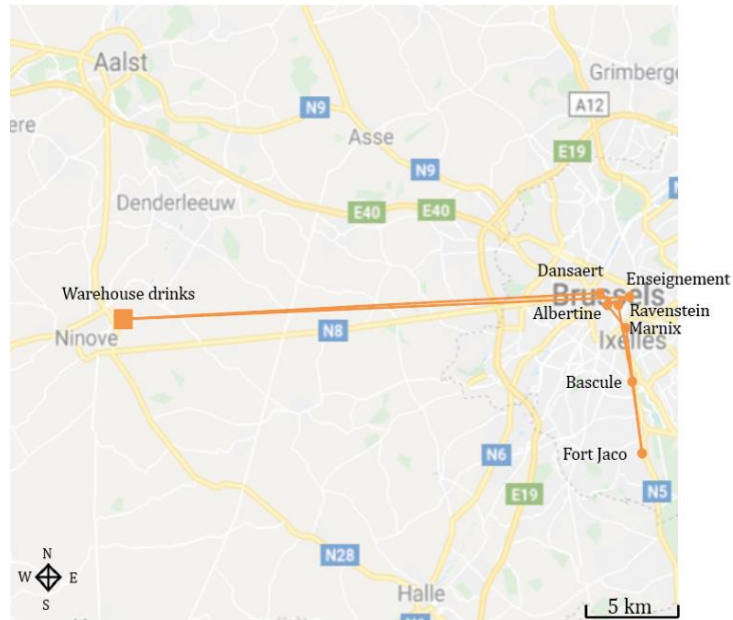 Aalst
Grimberge
A12
N9
ere
Asse
E19
N9
Denderleeuw
E40
E40
Dansaert
Enseignement
Warehouse drinks
Brussels
Albertine
Ravenstein
N8
Marnix
Ninove
Ixelles
Bascule
Fort Jaco
N6
E19
N5
N
N28
W
E
S
Halle
5 km